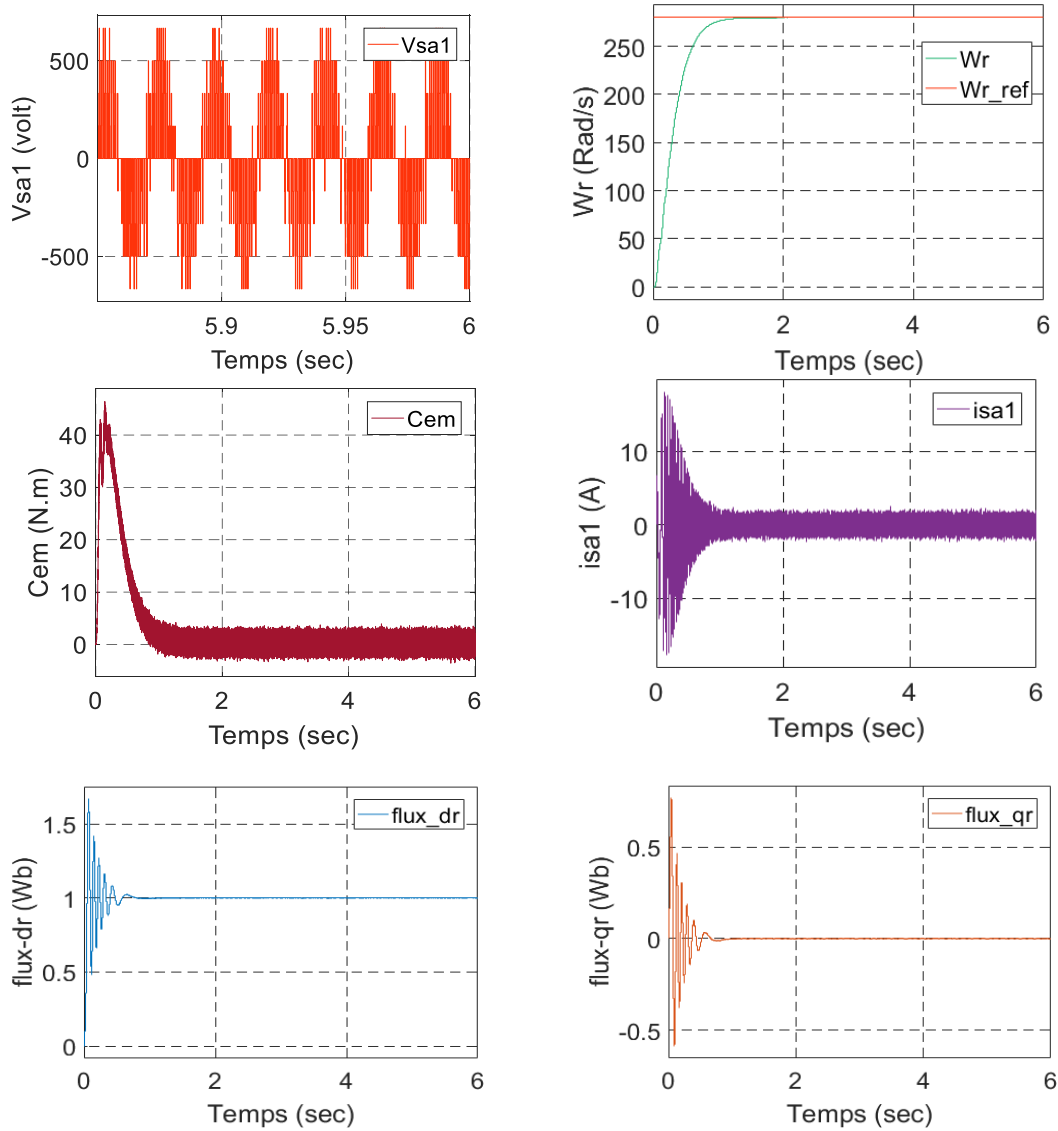 Vsa1 (volt)
500
0
-500
Vsa1
5.9
5.95
6
Temps (sec)
Wr (Rad/s)
250
200
150
100
50
0
Wr
Wr_ref
0
2
4
6
Temps (sec)
Cem (N.m)
40
30
20
10
0
Cem
0
2
4
6
Temps (sec)
isa1 (A)
10
0
-10
isa1
0
2
4
6
Temps (sec)
flux-dr (Wb)
1.5
1
0.5
0
flux_dr
0
2
4
6
Temps (sec)
flux-qr (Wb)
0.5
0
-0.5
flux_qr
0
2
4
6
Temps (sec)